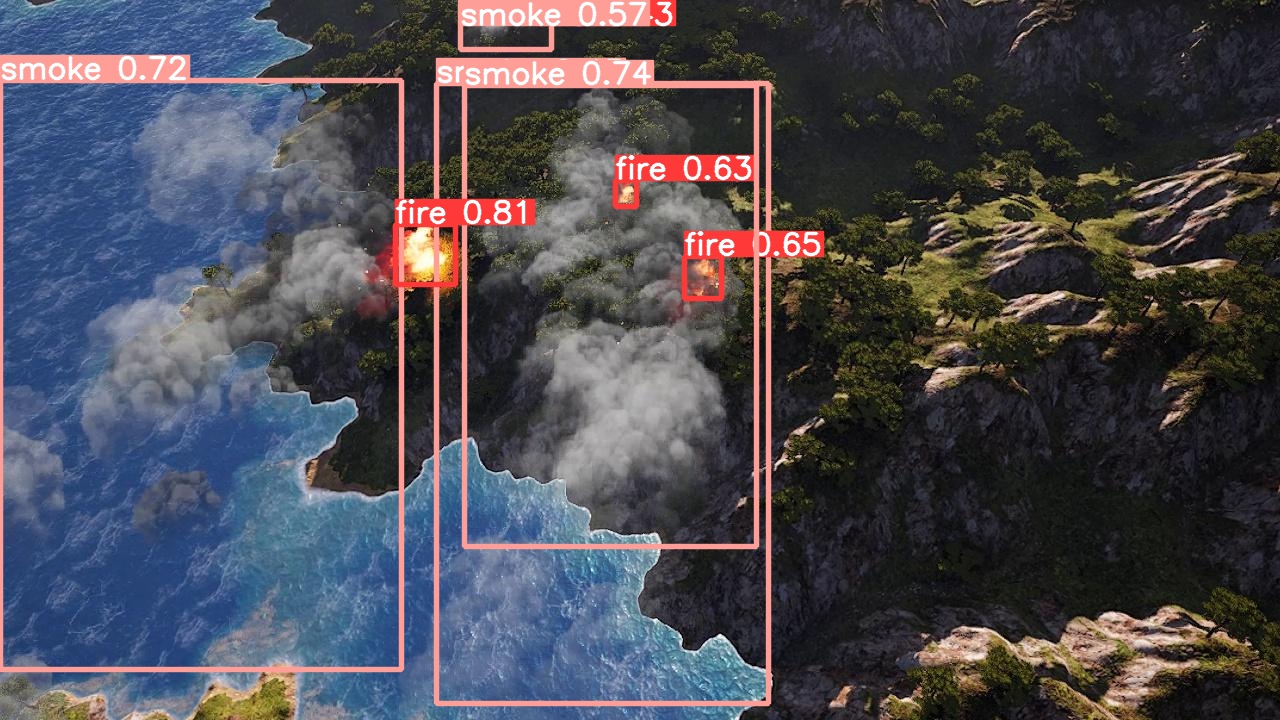 smoke 0.57
smoke 0.72
smoke 0.74
fire 0.63
fire 0.81
fire 0.65